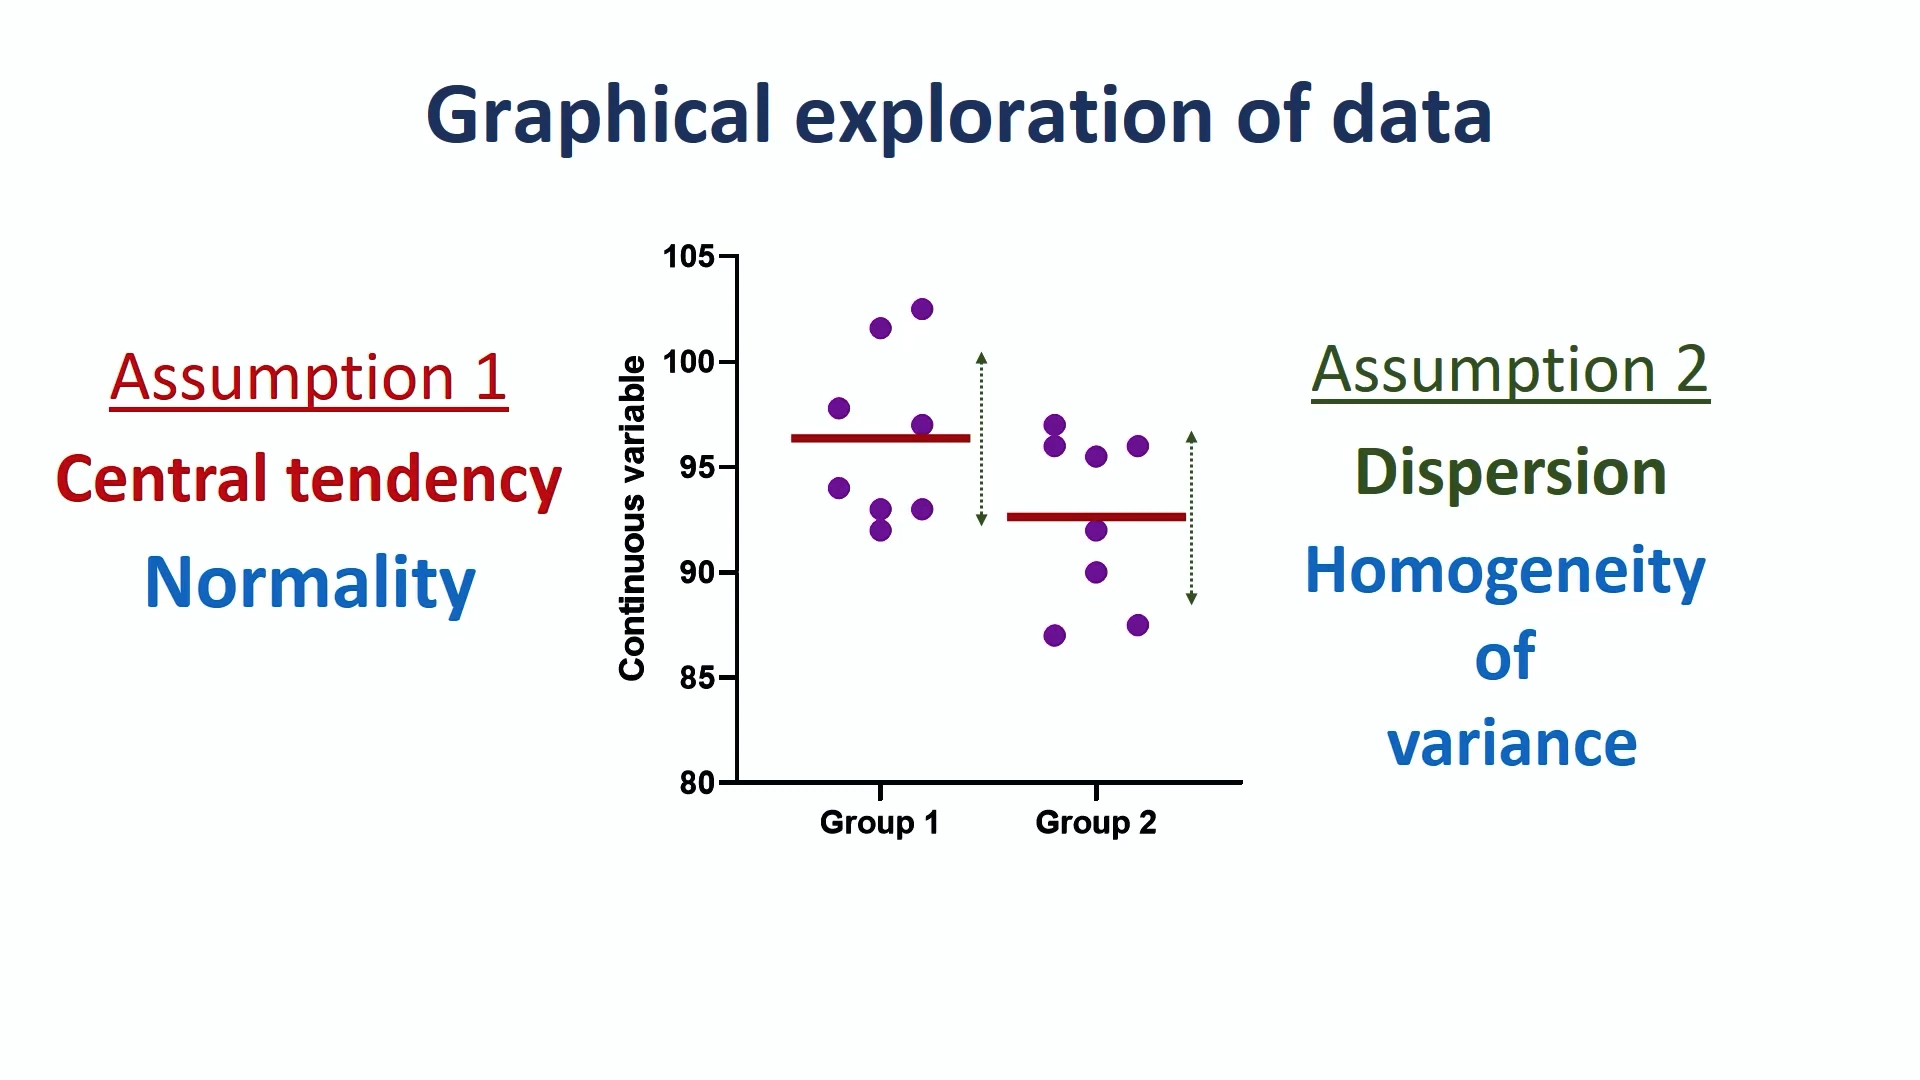 Graphical exploration of data
Assumption 1
Central tendency
Normality
Continuous variable
105
100
95
90
85
80
Group 1
Group 2
Assumption 2
Dispersion
Homogeneity
of
variance